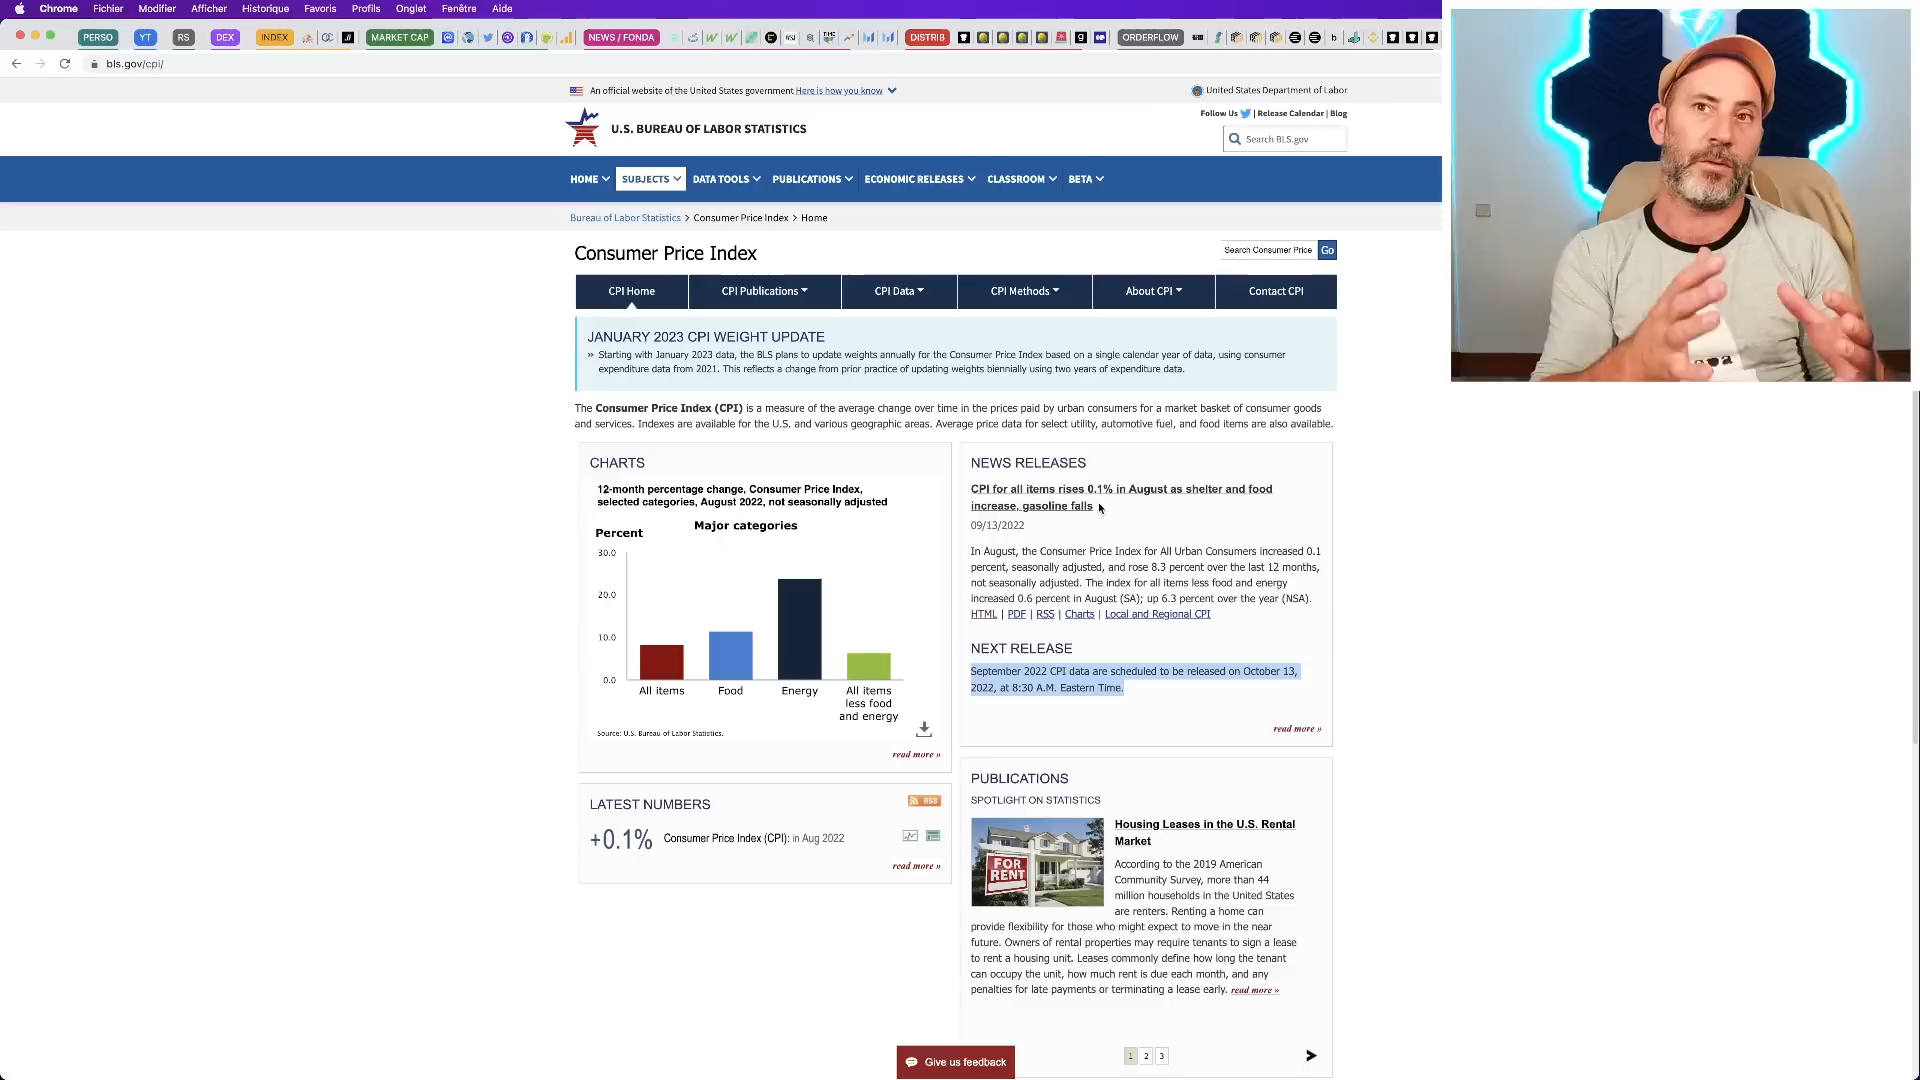 Chrome Fichier Modifier Afficher Historique Favoris Profils Onglet Fenêtre Aide
PERSO YT RS DEX INDEX MARKET CAP NEWS / FONDA DISTRIB ORDERFLOW
bls.gov/cpi/
An official website of the United States government Here is how you know
United States Department of Labor
Follow Us | Release Calendar | Blog
U.S. BUREAU OF LABOR STATISTICS
Search BLS.gov
HOME SUBJECTS DATA TOOLS PUBLICATIONS ECONOMIC RELEASES CLASSROOM BETA
Bureau of Labor Statistics > Consumer Price Index > Home
Consumer Price Index
Search Consumer Price Go
CPI Home CPI Publications CPI Data CPI Methods About CPI Contact CPI
JANUARY 2023 CPI WEIGHT UPDATE
» Starting with January 2023 data, the BLS plans to update weights annually for the Consumer Price Index based on a single calendar year of data, using consumer
expenditure data from 2021. This reflects a change from prior practice of updating weights biennially using two years of expenditure data.
The Consumer Price Index (CPI) is a measure of the average change over time in the prices paid by urban consumers for a market basket of consumer goods
and services. Indexes are available for the U.S. and various geographic areas. Average price data for select utility, automotive fuel, and food items are also available.
CHARTS
12-month percentage change, Consumer Price Index,
selected categories, August 2022, not seasonally adjusted
Major categories
Percent
30.0
20.0
10.0
0.0
All items Food Energy All items
less food
and energy
Source: U.S. Bureau of Labor Statistics.
read more »
LATEST NUMBERS
RSS
+0.1% Consumer Price Index (CPI): in Aug 2022
read more »
NEWS RELEASES
CPI for all items rises 0.1% in August as shelter and food
increase, gasoline falls
09/13/2022
In August, the Consumer Price Index for All Urban Consumers increased 0.1
percent, seasonally adjusted, and rose 8.3 percent over the last 12 months,
not seasonally adjusted. The index for all items less food and energy
increased 0.6 percent in August (SA); up 6.3 percent over the year (NSA).
HTML | PDF | RSS | Charts | Local and Regional CPI
NEXT RELEASE
September 2022 CPI data are scheduled to be released on October 13,
2022, at 8:30 A.M. Eastern Time.
read more »
PUBLICATIONS
SPOTLIGHT ON STATISTICS
FOR
RENT
Housing Leases in the U.S. Rental
Market
According to the 2019 American
Community Survey, more than 44
million households in the United States
are renters. Renting a home can
provide flexibility for those who might expect to move in the near
future. Owners of rental properties may require tenants to sign a lease
to rent a housing unit. Leases commonly define how long the tenant
can occupy the unit, how much rent is due each month, and any
penalties for late payments or terminating a lease early. read more »
1 2 3
Give us feedback